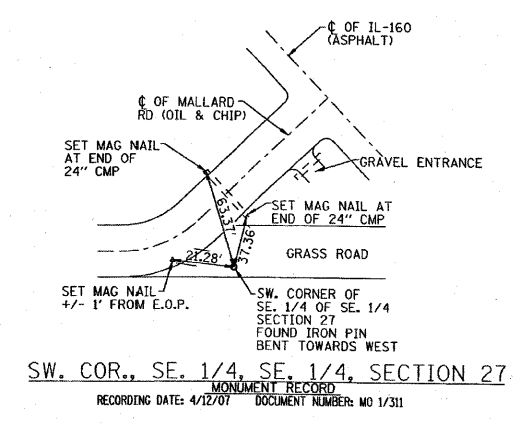 ℄ OF IL-160
(ASPHALT)
℄ OF MALLARD
RD (OIL & CHIP)
SET MAG NAIL
AT END OF
24" CMP
GRAVEL ENTRANCE
63.37'
SET MAG NAIL AT
END OF 24" CMP
37.36'
GRASS ROAD
21.28'
SET MAG NAIL
+/- 1' FROM E.O.P.
SW. CORNER OF
SE. 1/4 OF SE. 1/4
SECTION 27
FOUND IRON PIN
BENT TOWARDS WEST
SW. COR., SE. 1/4, SE. 1/4, SECTION 27
MONUMENT RECORD
RECORDING DATE: 4/12/07 DOCUMENT NUMBER: MO 1/311